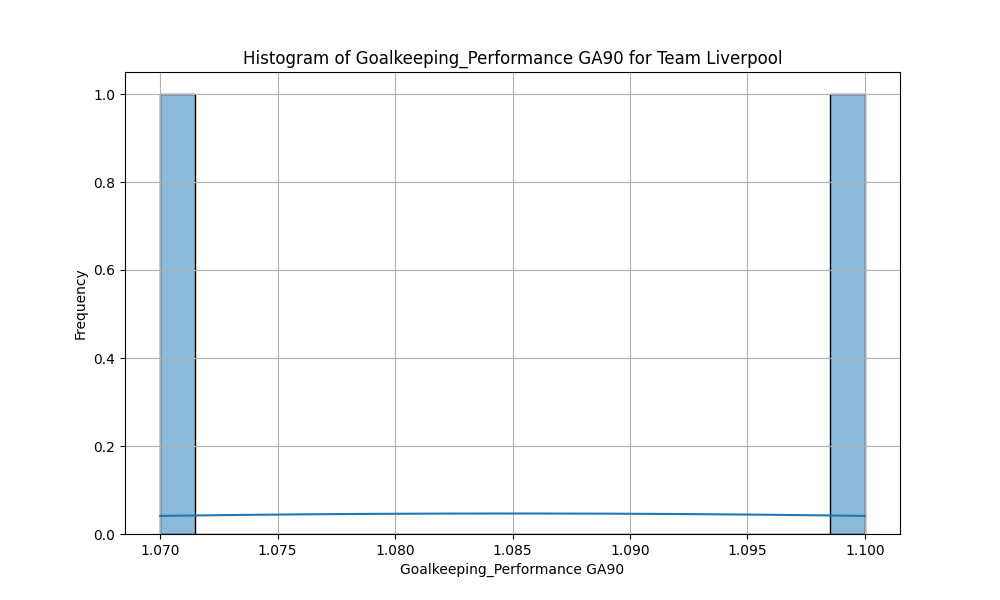 Histogram of Goalkeeping_Performance GA90 for Team Liverpool
1.0
0.8
0.6
0.4
0.2
0.0
Frequency
1.070 1.075 1.080 1.085 1.090 1.095 1.100
Goalkeeping_Performance GA90